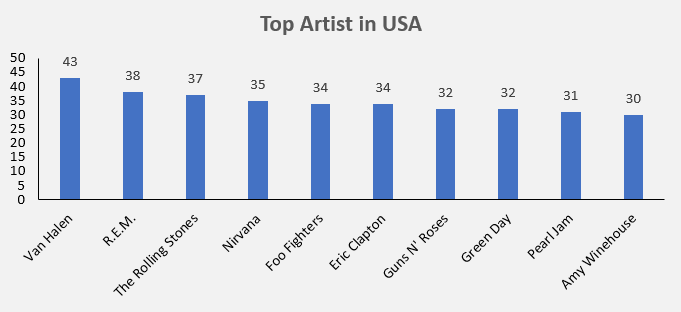 Top Artist in USA
50
45
40
35
30
25
20
15
10
5
0
43
38
37
35
34
34
32
32
31
30
Van Halen
R.E.M.
The Rolling Stones
Nirvana
Foo Fighters
Eric Clapton
Guns N' Roses
Green Day
Pearl Jam
Amy Winehouse